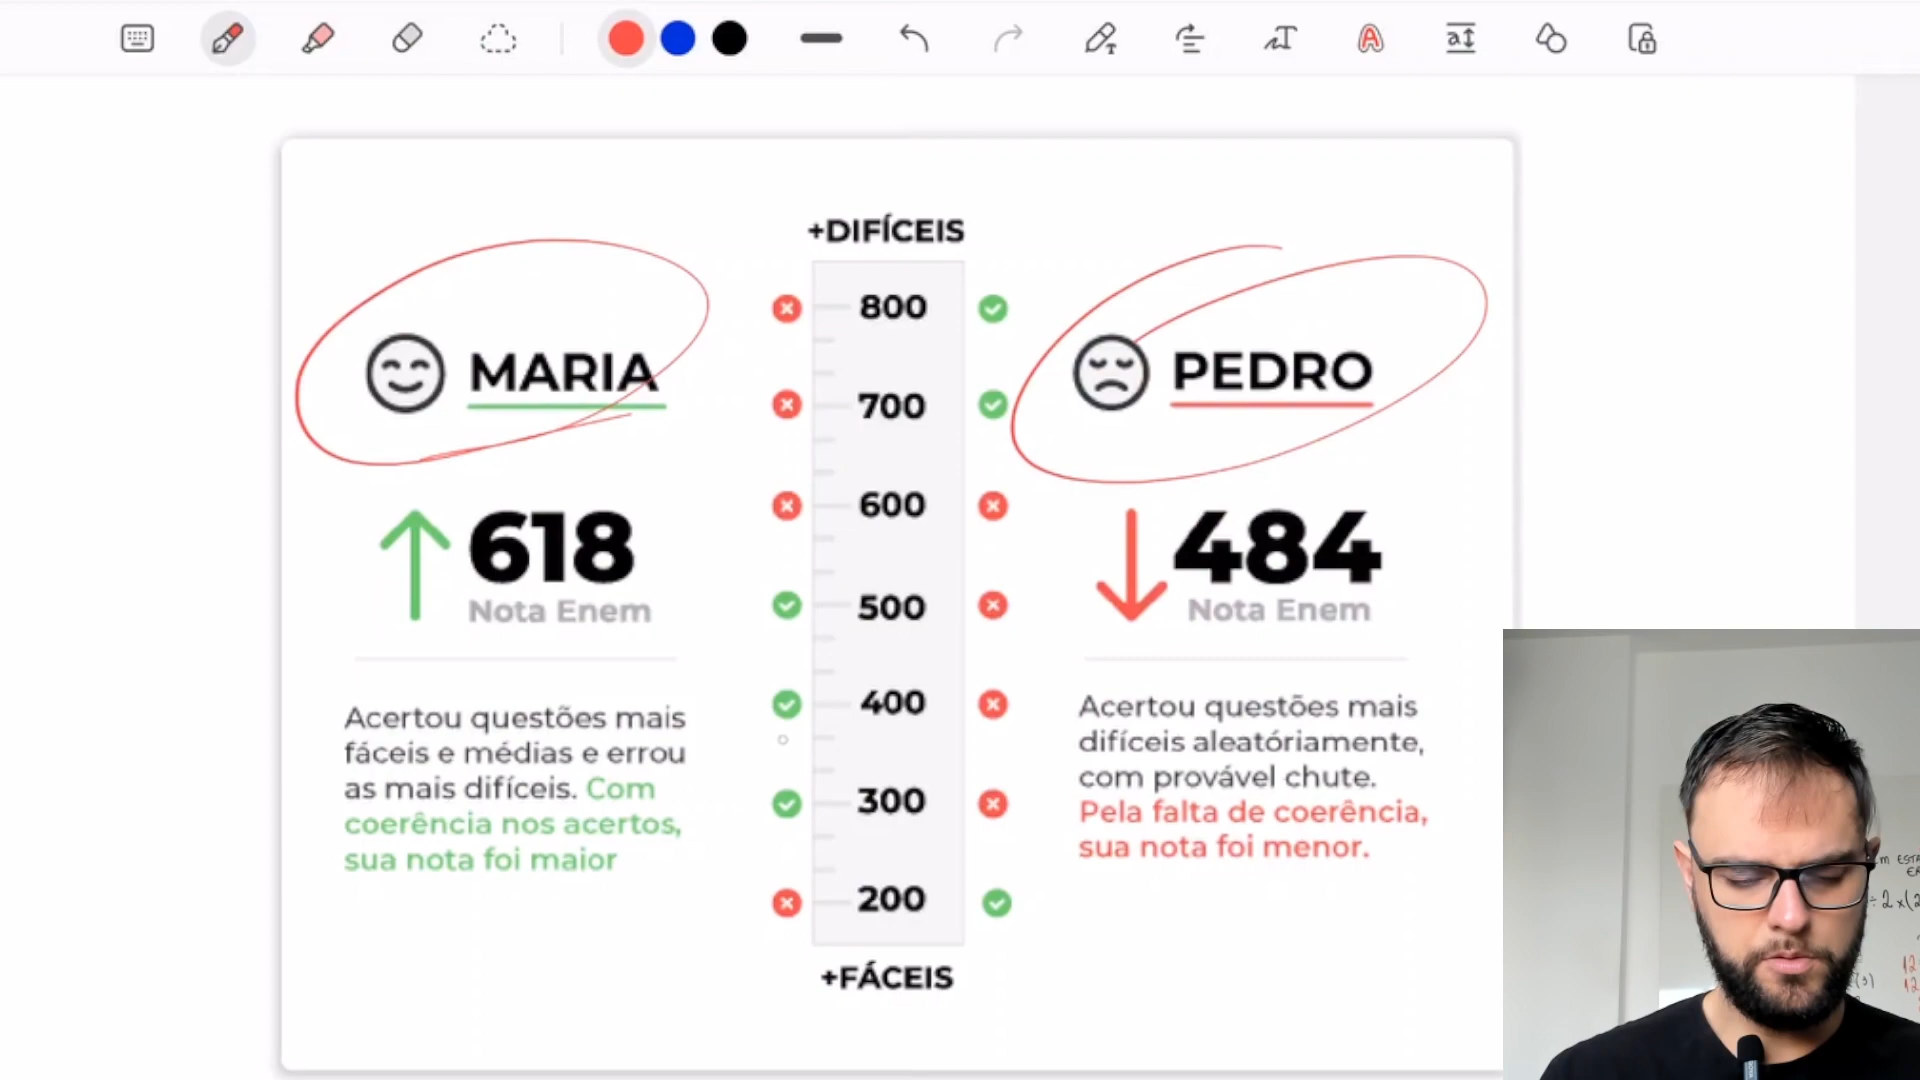 +DIFÍCEIS
800
700
600
500
400
300
200
+FÁCEIS
MARIA
618
Nota Enem
Acertou questões mais
fáceis e médias e errou
as mais difíceis. Com
coerência nos acertos,
sua nota foi maior
PEDRO
484
Nota Enem
Acertou questões mais
difíceis aleatóriamente,
com provável chute.
Pela falta de coerência,
sua nota foi menor.